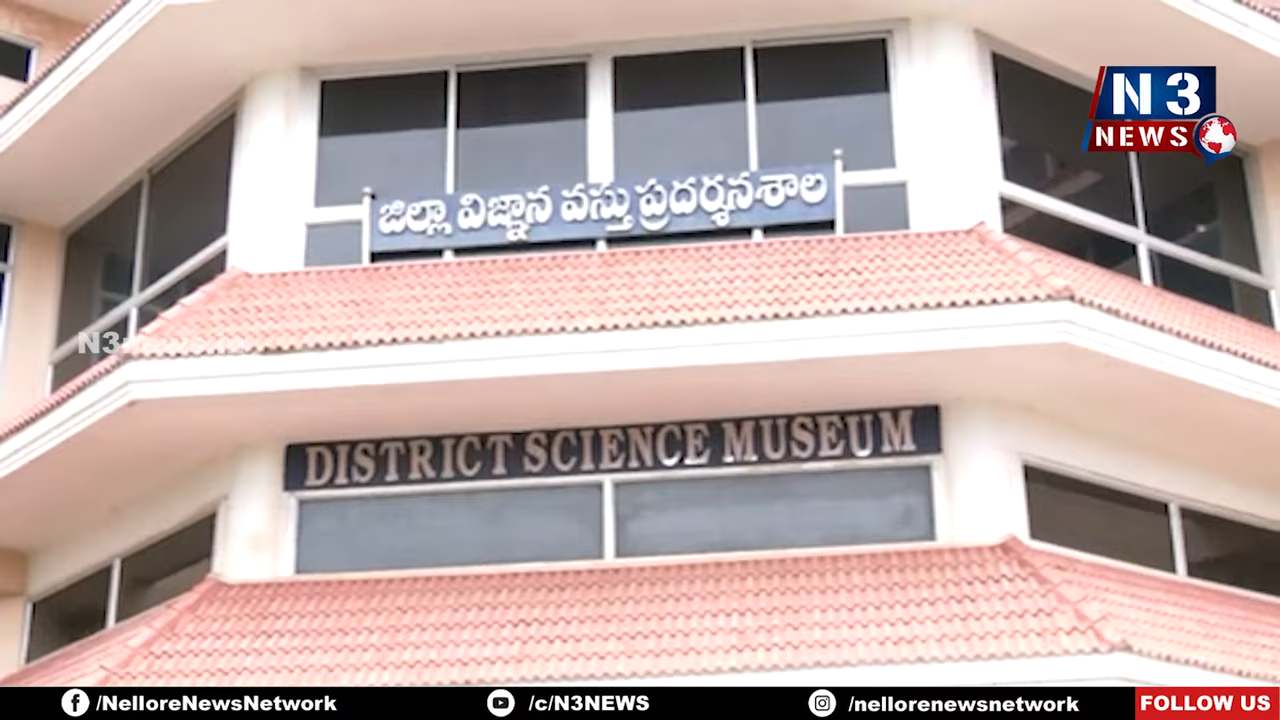 N3
NEWS
జిల్లా విజ్ఞాన వస్తు ప్రదర్శనశాల
DISTRICT SCIENCE MUSEUM
/NelloreNewsNetwork
/c/N3NEWS
/nellorenewsnetwork
FOLLOW US